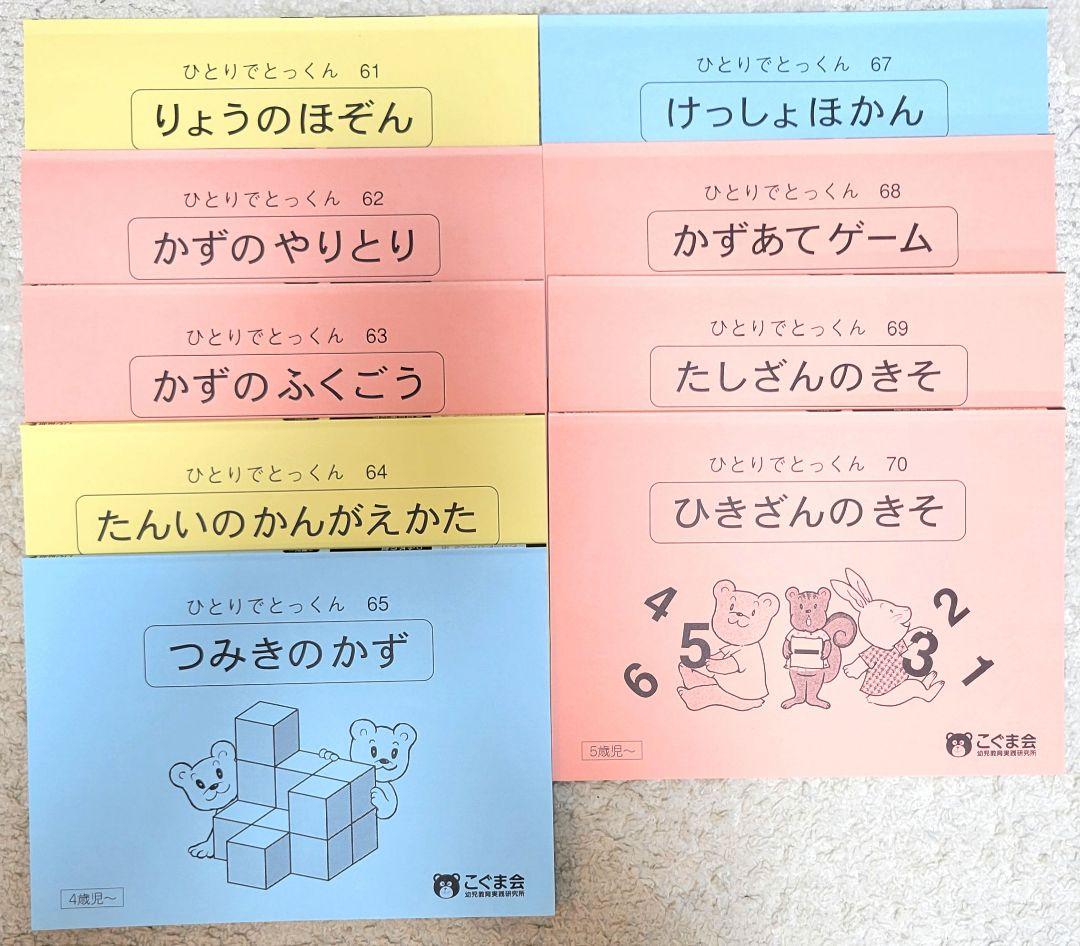 ひとりでとっくん 61
りょうのほぞん
ひとりでとっくん 62
かずのやりとり
ひとりでとっくん 63
かずのふくごう
ひとりでとっくん 64
たんいのかんがえかた
ひとりでとっくん 65
つみきのかず
4歳児~
こぐま会
幼児教育実践研究所
ひとりでとっくん 67
けっしょほかん
ひとりでとっくん 68
かずあてゲーム
ひとりでとっくん 69
たしざんのきそ
ひとりでとっくん 70
ひきざんのきそ
4 2
5 － 3
6 1
5歳児~
こぐま会
幼児教育実践研究所